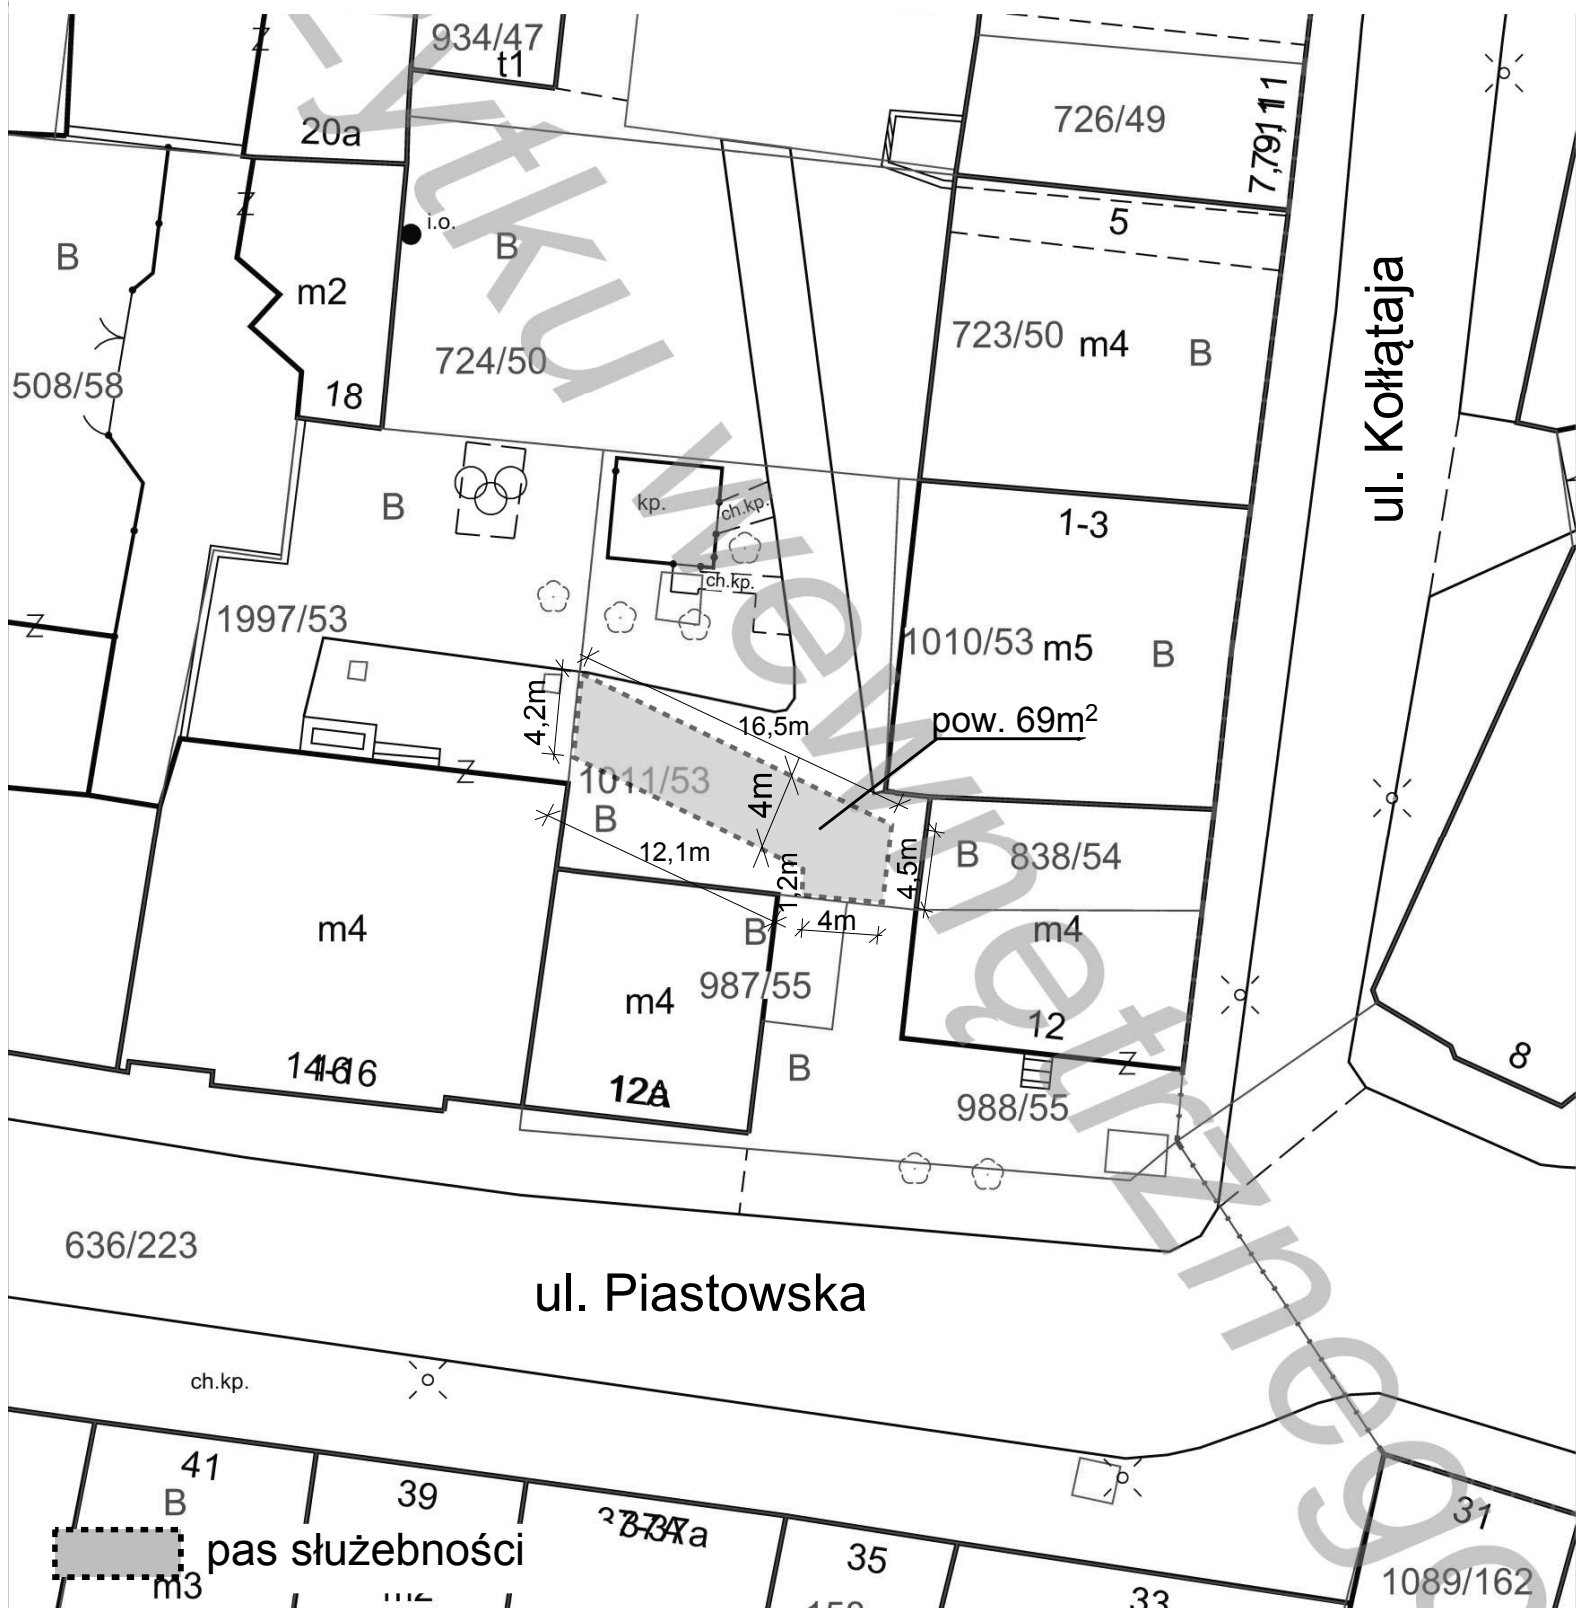 934/47
t1
20a
726/49
7,79,1111
i.o.
B
B
5
m2
ul. Kołłątaja
723/50
m4
B
724/50
508/58
18
ytku wewnętrznego
B
kp.
ch.kp.
1-3
ch.kp.
1997/53
1010/53
m5
B
4,2m
16,5m
pow. 69m²
1011/53
4m
B
12,1m
1,2m
4,5m
B
838/54
m4
B
4m
m4
987/55
m4
12
8
B
12A
988/55
636/223
ul. Piastowska
ch.kp.
41
B
39
35
31
33
pas służebności
m3
1089/162